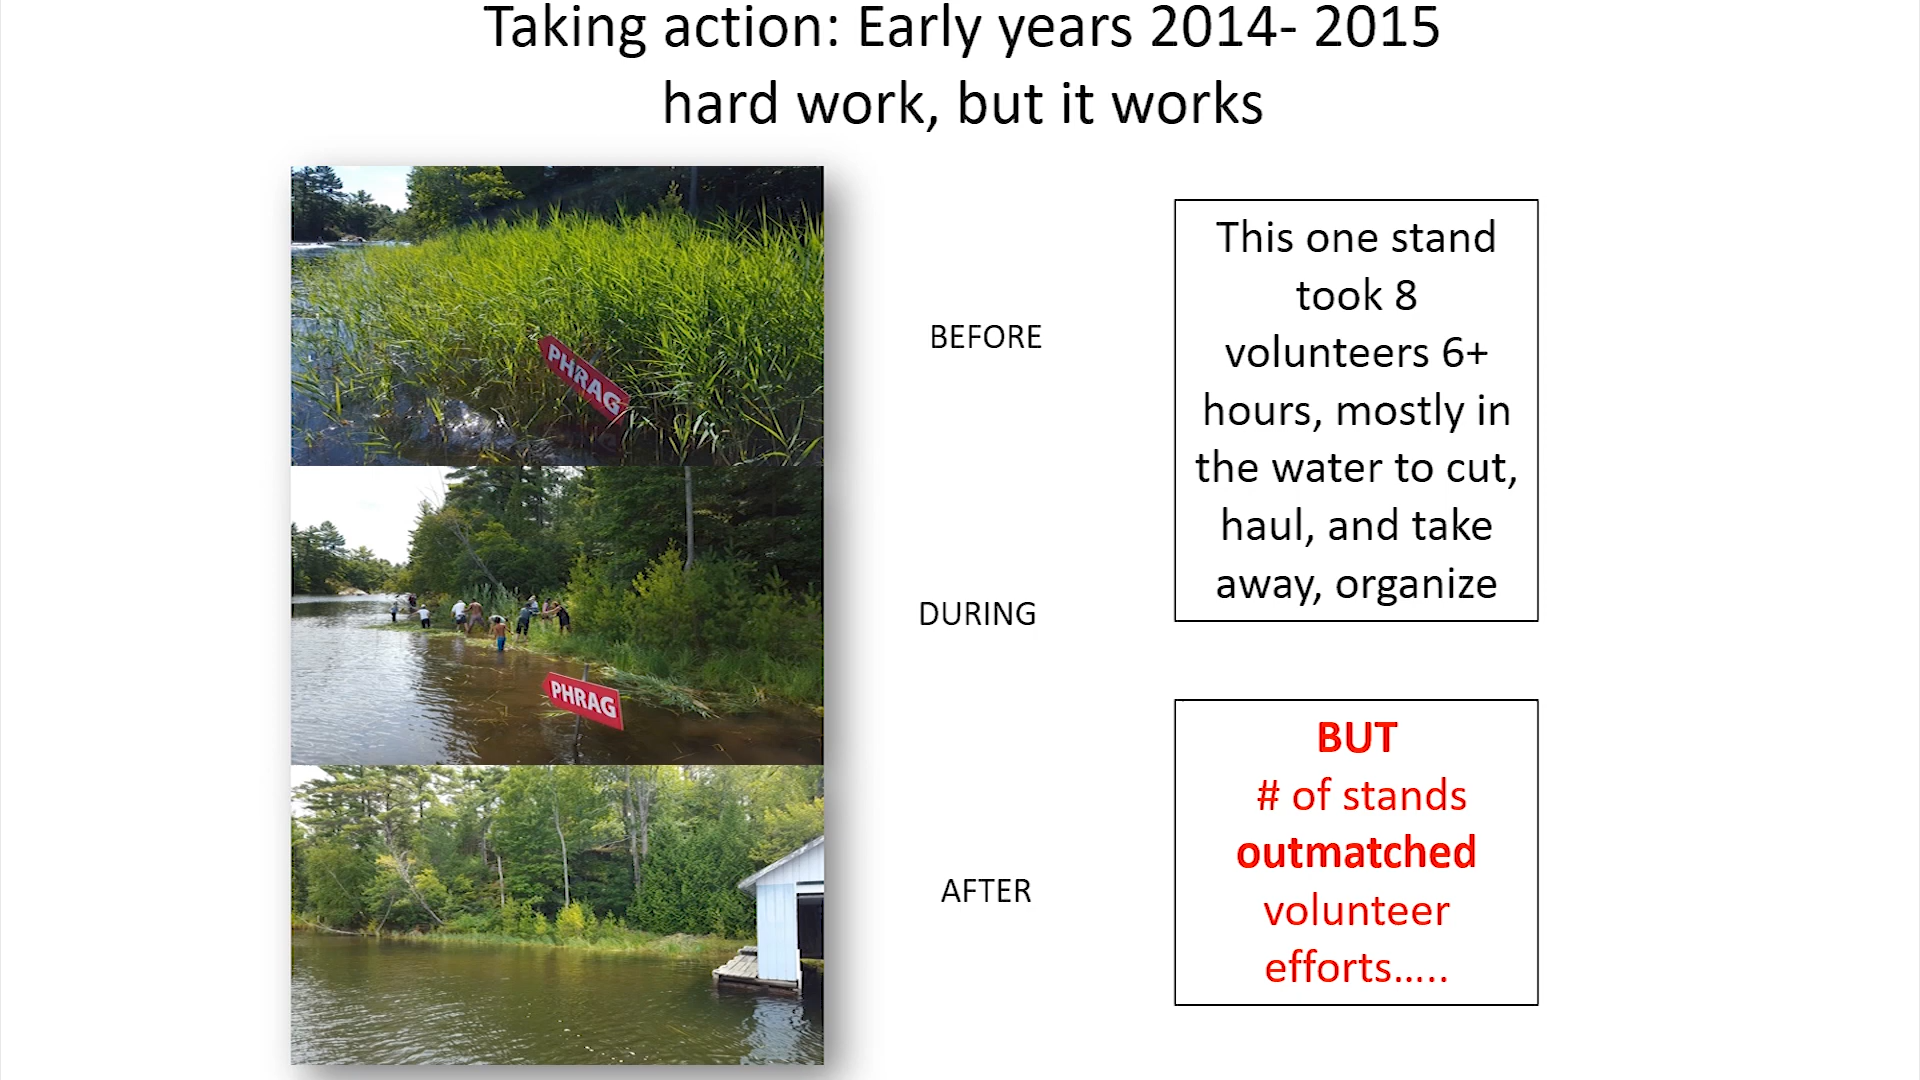 Taking action: Early years 2014- 2015
hard work, but it works
PHRAG
BEFORE
This one stand
took 8
volunteers 6+
hours, mostly in
the water to cut,
haul, and take
away, organize
PHRAG
DURING
BUT
# of stands
outmatched
volunteer
efforts.....
AFTER